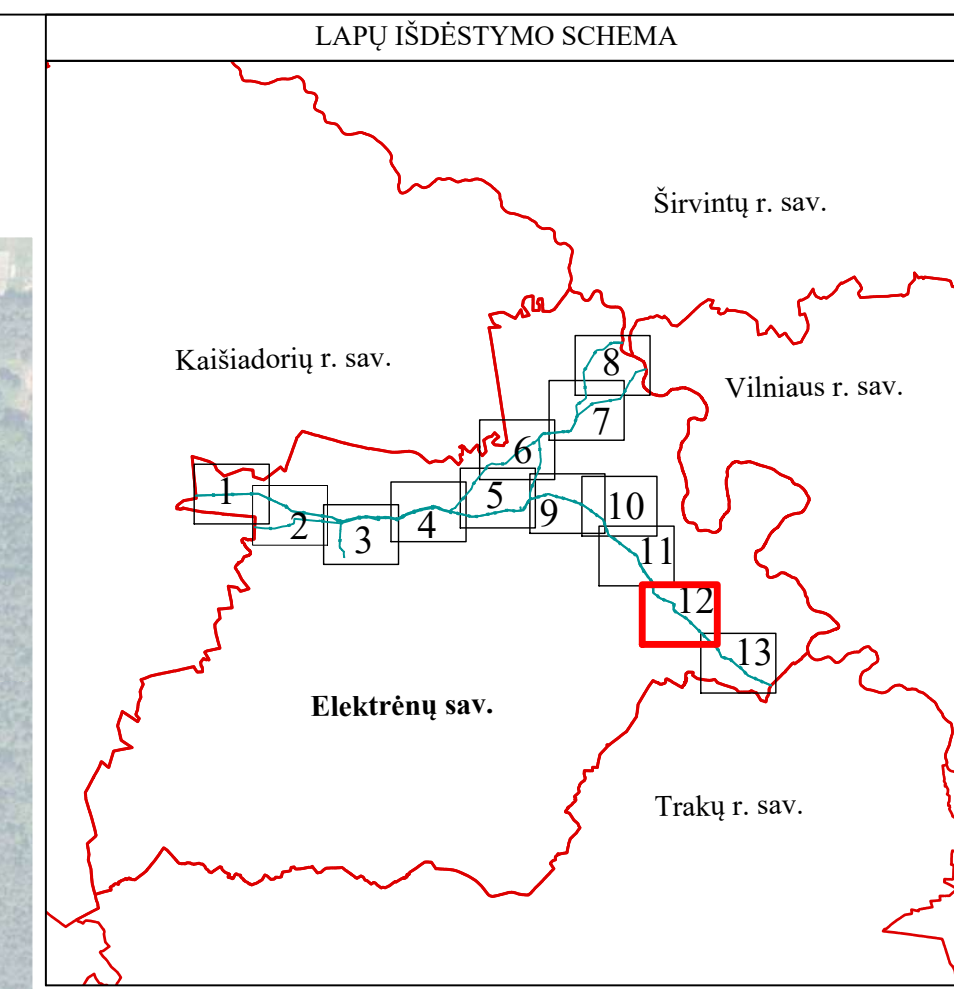 LAPŲ IŠDĖSTYMO SCHEMA
Širvintų r. sav.
Kaišiadorių r. sav.
8
Vilniaus r. sav.
7
6
1
5
10
2
4
9
3
11
12
13
Elektrėnų sav.
Trakų r. sav.